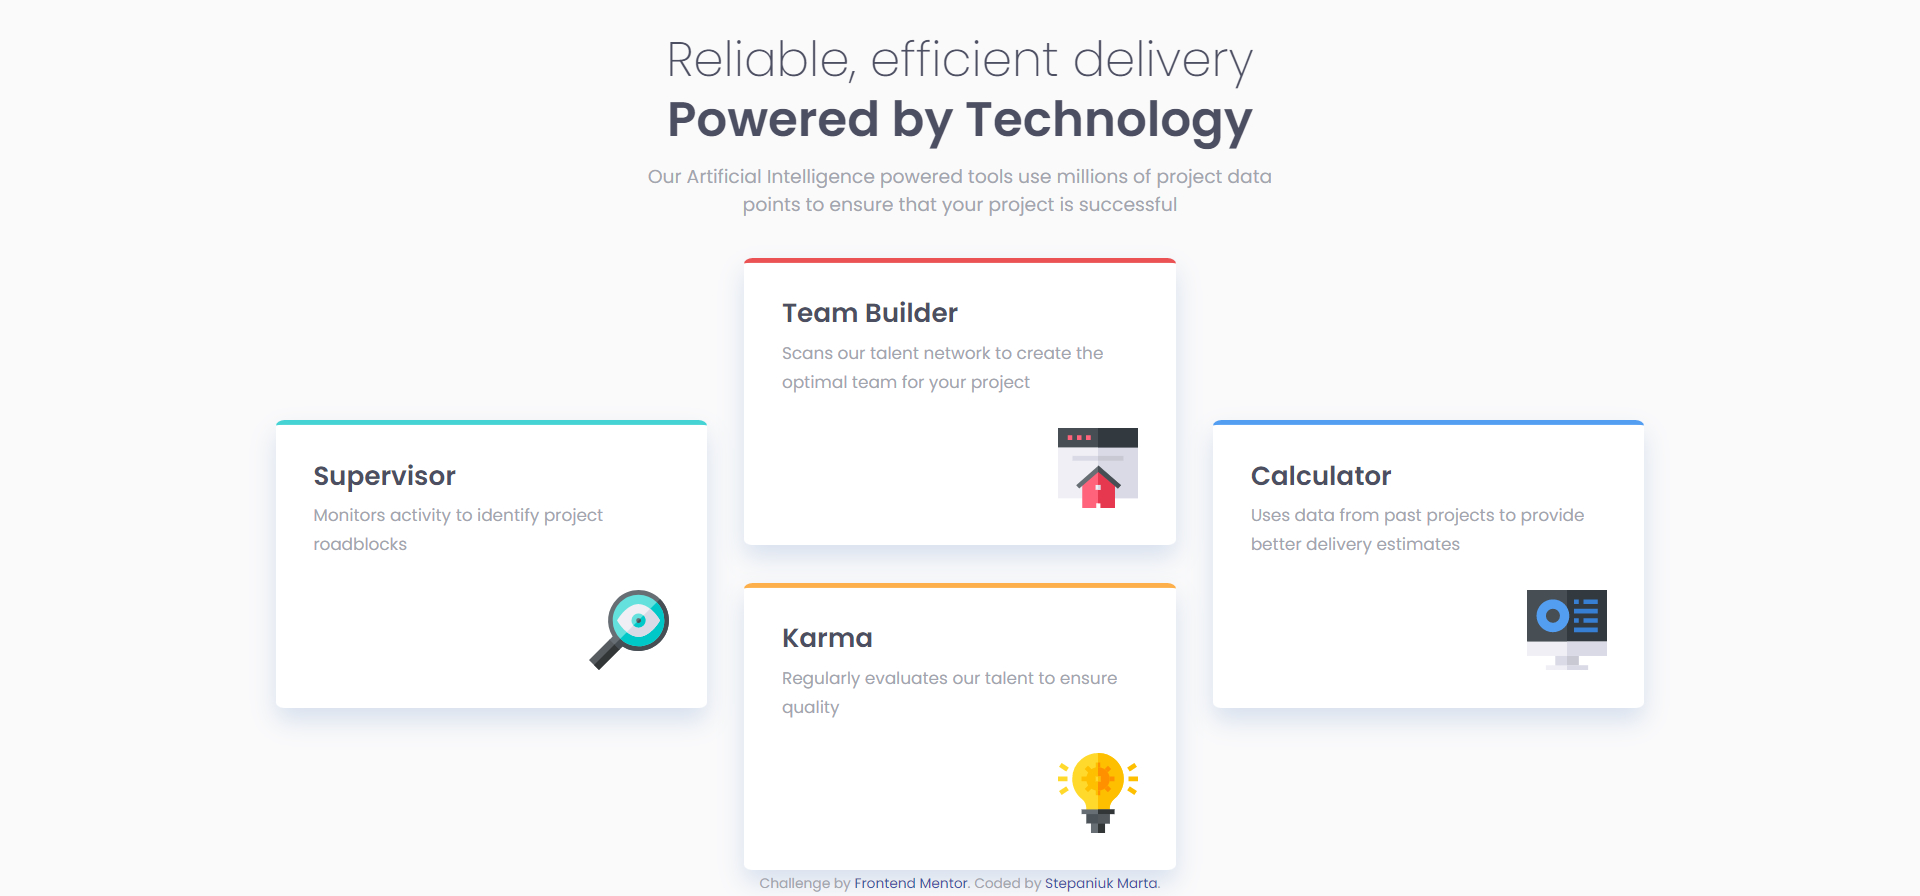 Reliable, efficient delivery
Powered by Technology
Our Artificial Intelligence powered tools use millions of project data
points to ensure that your project is successful
Team Builder
Scans our talent network to create the
optimal team for your project
Supervisor
Monitors activity to identify project
roadblocks
Calculator
Uses data from past projects to provide
better delivery estimates
Karma
Regularly evaluates our talent to ensure
quality
Challenge by Frontend Mentor. Coded by Stepaniuk Marta.